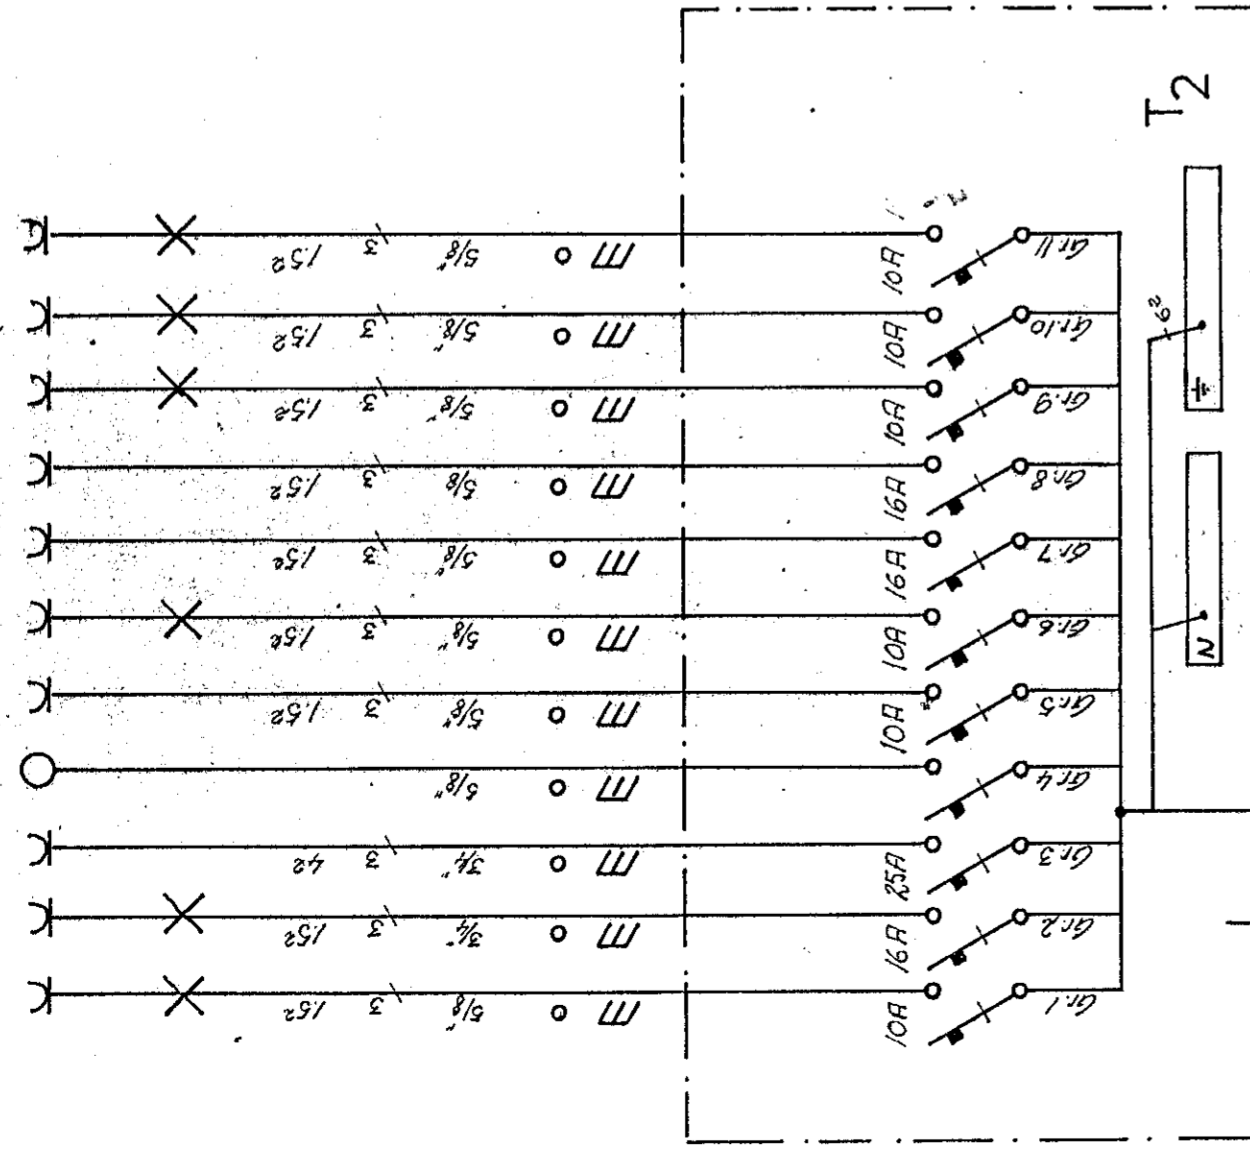 T2
10A Gr.11
1.5² 3 5/8"
10A Gr.10
1.5² 3 5/8"
10A Gr.9
1.5² 3 5/8"
16A Gr.8
1.5² 3 5/8
16A Gr.7
1.5² 3 5/8"
10A Gr.6
1.5² 3 5/8"
10A Gr.5
1.5² 3 5/8"
Gr.4
5/8"
25A Gr.3
4² 3 3/4"
16A Gr.2
1.5² 3 3/4"
10A Gr.1
1.5² 3 5/8"
6²
N